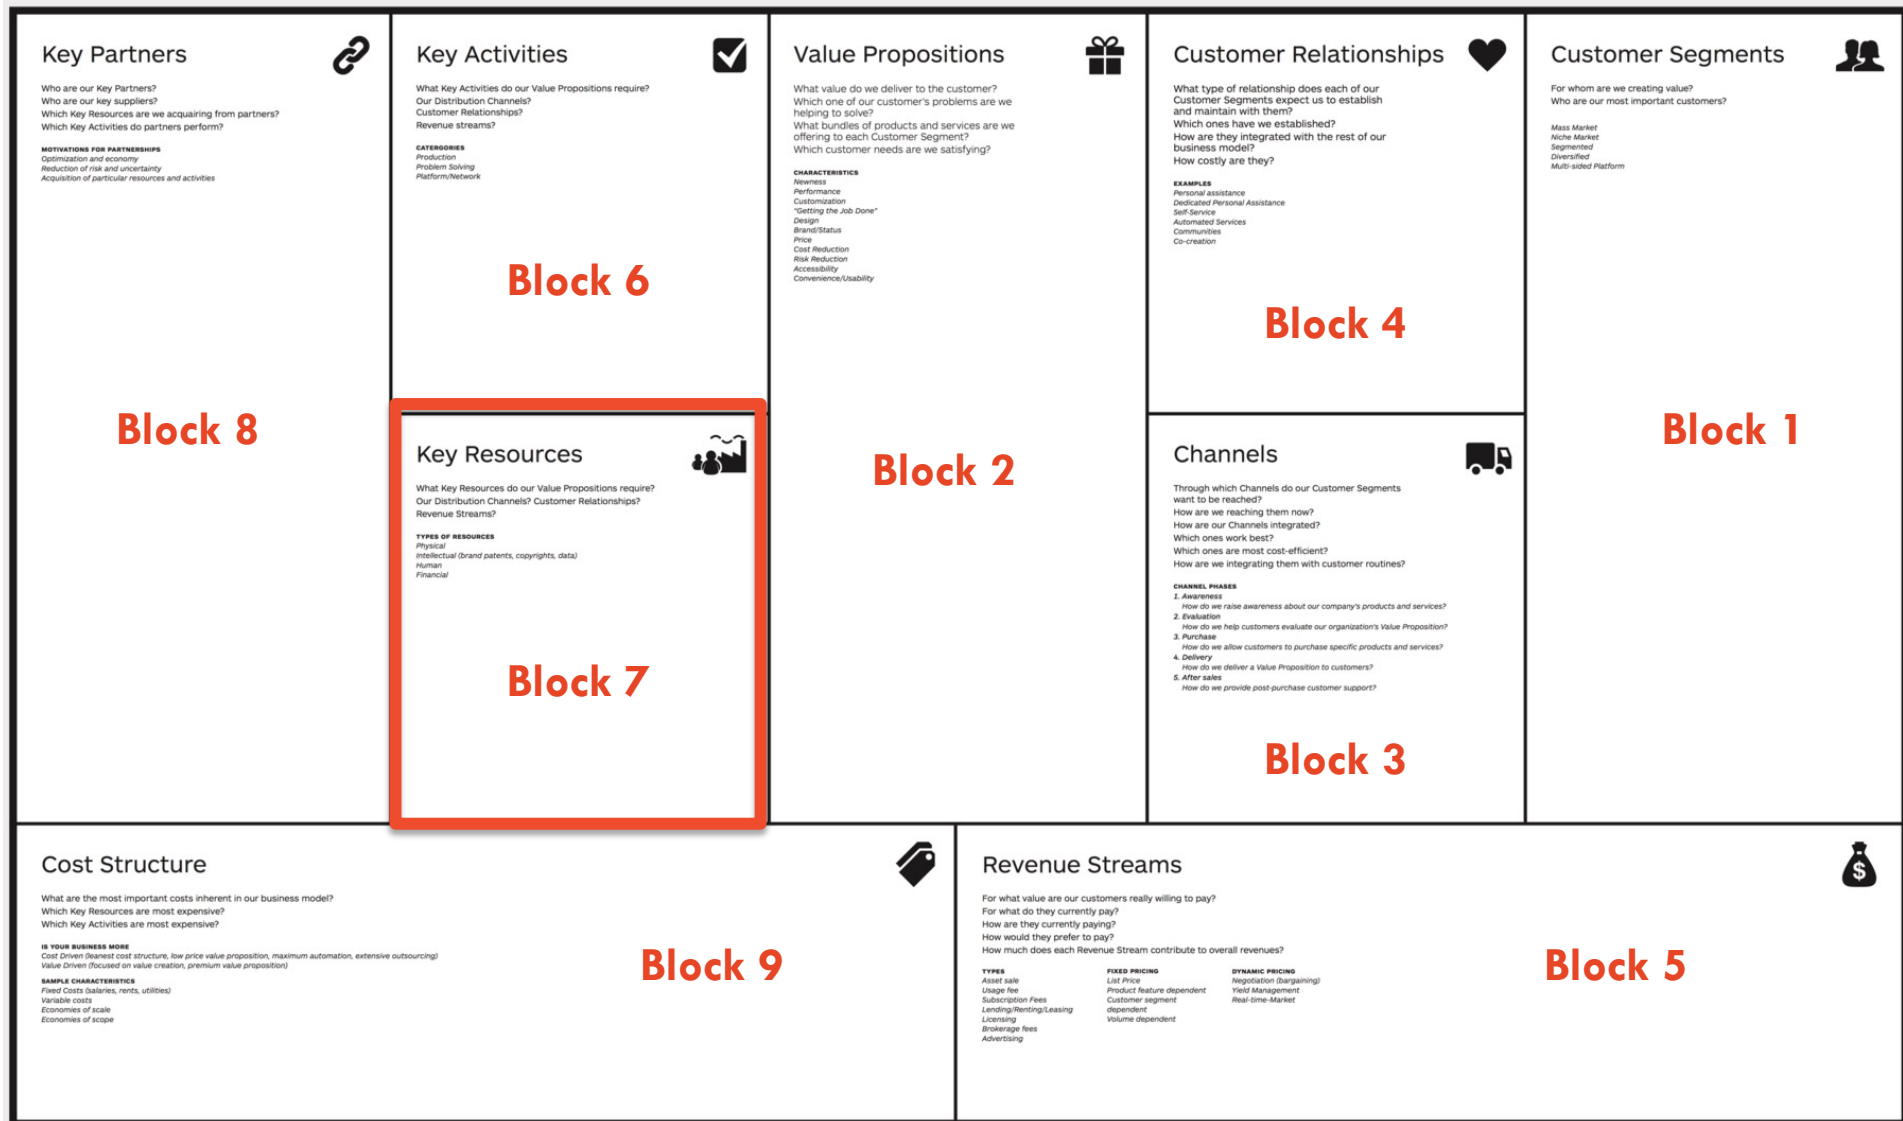 Key Partners
Who are our Key Partners?
Who are our key suppliers?
Which Key Resources are we acquairing from partners?
Which Key Activities do partners perform?
MOTIVATIONS FOR PARTNERSHIPS
Optimization and economy
Reduction of risk and uncertainty
Acquisition of particular resources and activities
Block 8
Key Activities
What Key Activities do our Value Propositions require?
Our Distribution Channels?
Customer Relationships?
Revenue streams?
CATERGORIES
Production
Problem Solving
Platform/Network
Block 6
Key Resources
What Key Resources do our Value Propositions require?
Our Distribution Channels? Customer Relationships?
Revenue Streams?
TYPES OF RESOURCES
Physical
Intellectual (brand patents, copyrights, data)
Human
Financial
Block 7
Value Propositions
What value do we deliver to the customer?
Which one of our customer's problems are we
helping to solve?
What bundles of products and services are we
offering to each Customer Segment?
Which customer needs are we satisfying?
CHARACTERISTICS
Newness
Performance
Customization
"Getting the Job Done"
Design
Brand/Status
Price
Cost Reduction
Risk Reduction
Accessibility
Convenience/Usability
Block 2
Customer Relationships
What type of relationship does each of our
Customer Segments expect us to establish
and maintain with them?
Which ones have we established?
How are they integrated with the rest of our
business model?
How costly are they?
EXAMPLES
Personal assistance
Dedicated Personal Assistance
Self-Service
Automated Services
Communities
Co-creation
Block 4
Channels
Through which Channels do our Customer Segments
want to be reached?
How are we reaching them now?
How are our Channels integrated?
Which ones work best?
Which ones are most cost-efficient?
How are we integrating them with customer routines?
CHANNEL PHASES
1. Awareness
How do we raise awareness about our company's products and services?
2. Evaluation
How do we help customers evaluate our organization's Value Proposition?
3. Purchase
How do we allow customers to purchase specific products and services?
4. Delivery
How do we deliver a Value Proposition to customers?
5. After sales
How do we provide post-purchase customer support?
Block 3
Customer Segments
For whom are we creating value?
Who are our most important customers?
Mass Market
Niche Market
Segmented
Diversified
Multi-sided Platform
Block 1
Cost Structure
What are the most important costs inherent in our business model?
Which Key Resources are most expensive?
Which Key Activities are most expensive?
IS YOUR BUSINESS MORE
Cost Driven (leanest cost structure, low price value proposition, maximum automation, extensive outsourcing)
Value Driven (focused on value creation, premium value proposition)
SAMPLE CHARACTERISTICS
Fixed Costs (salaries, rents, utilities)
Variable costs
Economies of scale
Economies of scope
Block 9
Revenue Streams
$
For what value are our customers really willing to pay?
For what do they currently pay?
How are they currently paying?
How would they prefer to pay?
How much does each Revenue Stream contribute to overall revenues?
TYPES
Asset sale
Usage fee
Subscription Fees
Lending/Renting/Leasing
Licensing
Brokerage fees
Advertising
FIXED PRICING
List Price
Product feature dependent
Customer segment
dependent
Volume dependent
DYNAMIC PRICING
Negotiation (bargaining)
Yield Management
Real-time-Market
Block 5